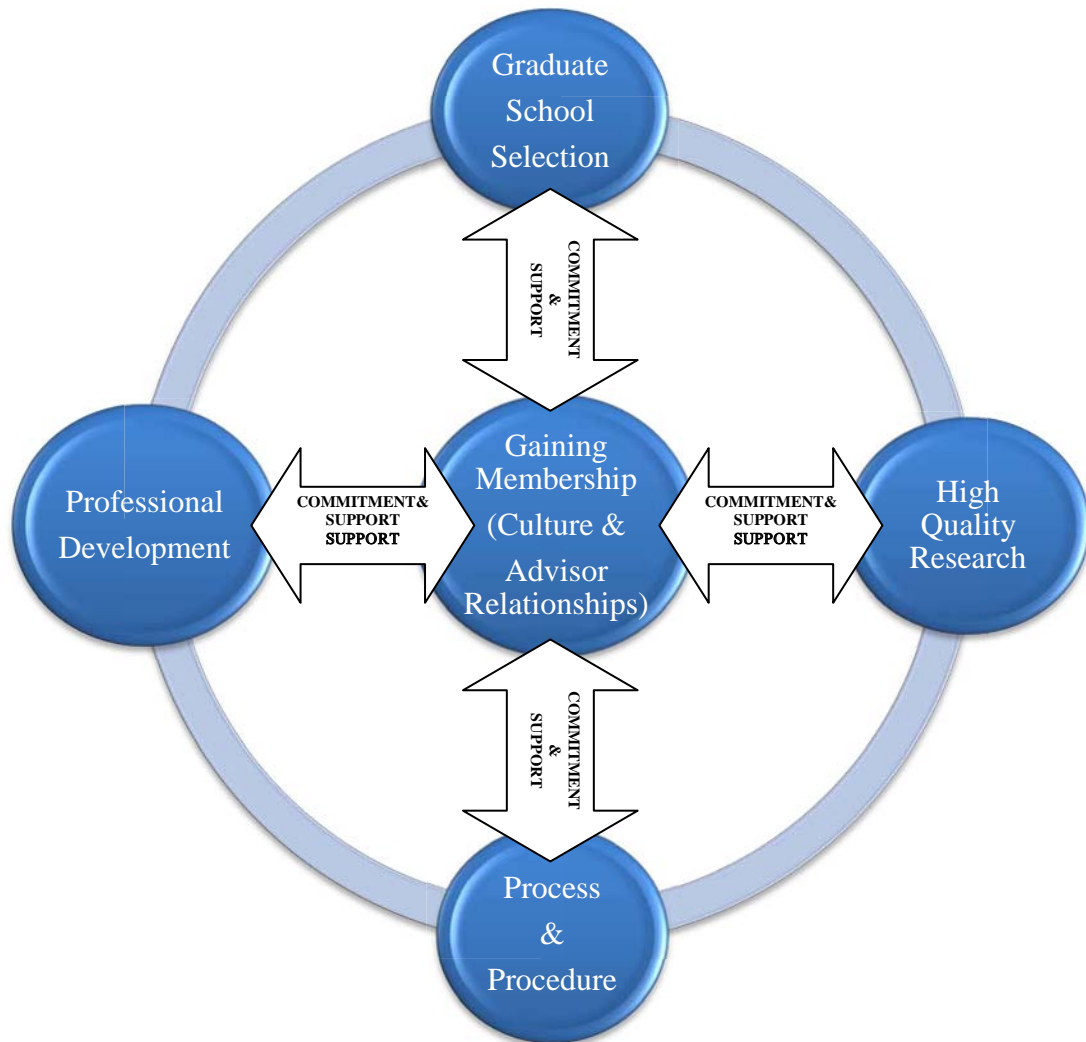 Graduate
School
Selection
COMMITMENT
&
SUPPORT
Professional
Development
COMMITMENT&
SUPPORT
SUPPORT
Gaining
Membership
(Culture &
Advisor
Relationships)
COMMITMENT&
SUPPORT
SUPPORT
High
Quality
Research
COMMITMENT
&
SUPPORT
Process
&
Procedure